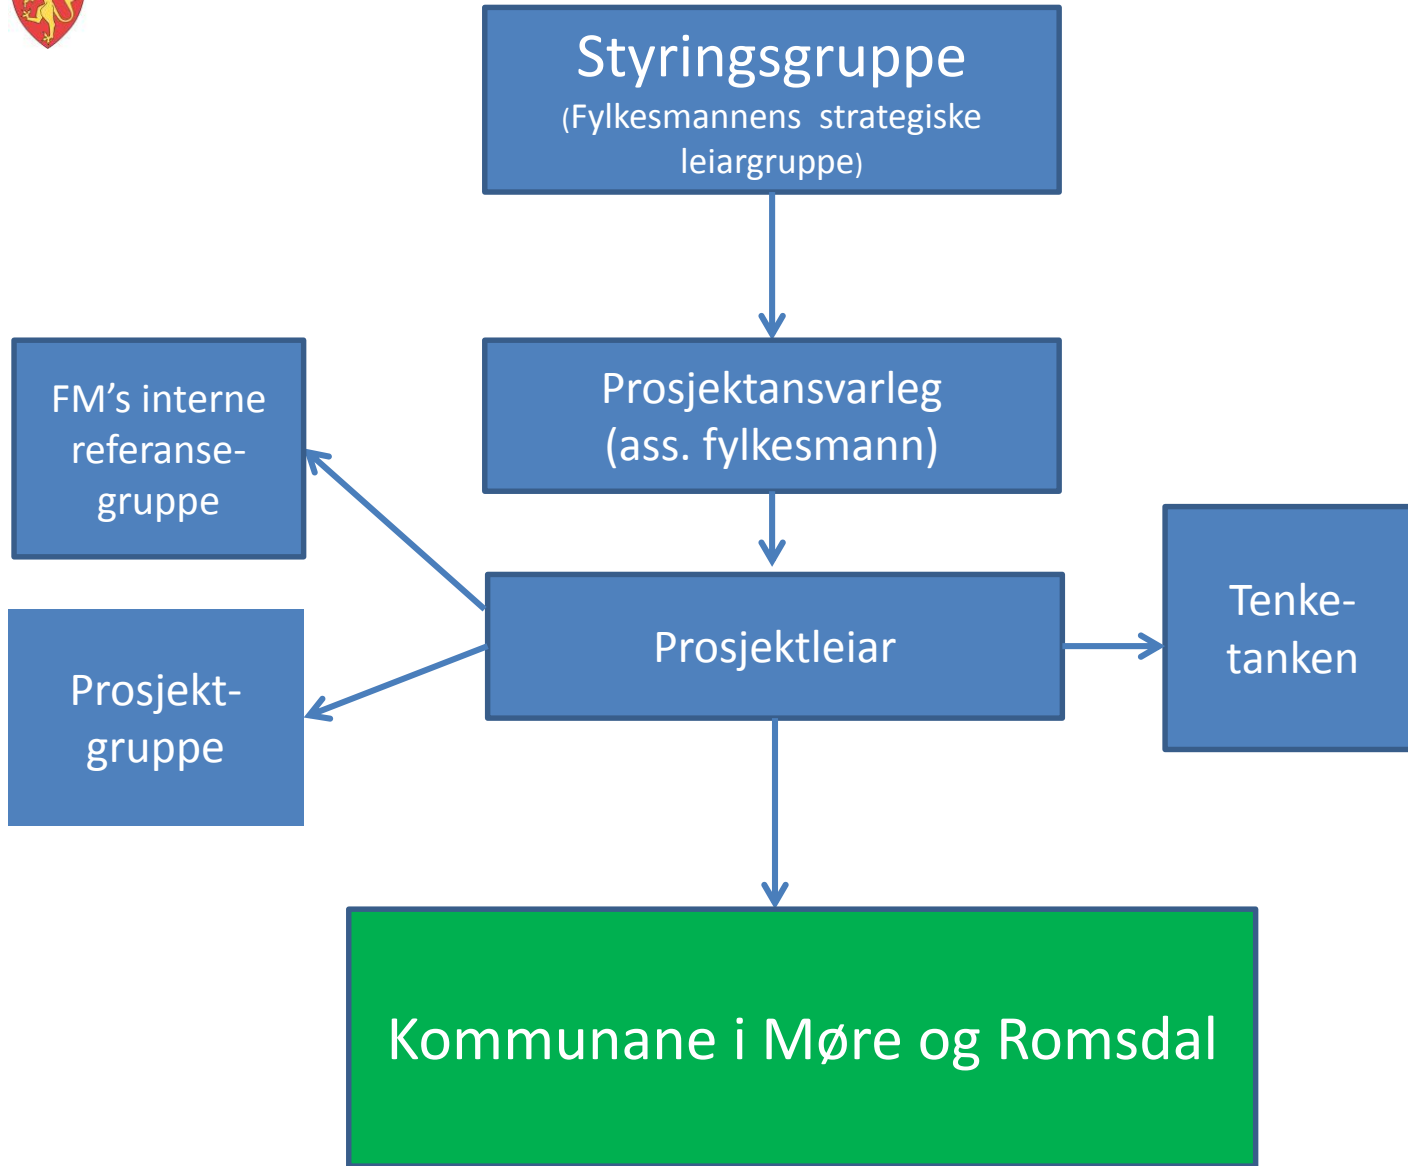 Styringsgruppe
(Fylkesmannens strategiske
leiargruppe)
FM’s interne
referanse-
gruppe
Prosjektansvarleg
(ass. fylkesmann)
Prosjekt-
gruppe
Prosjektleiar
Tenke-
tanken
Kommunane i Møre og Romsdal